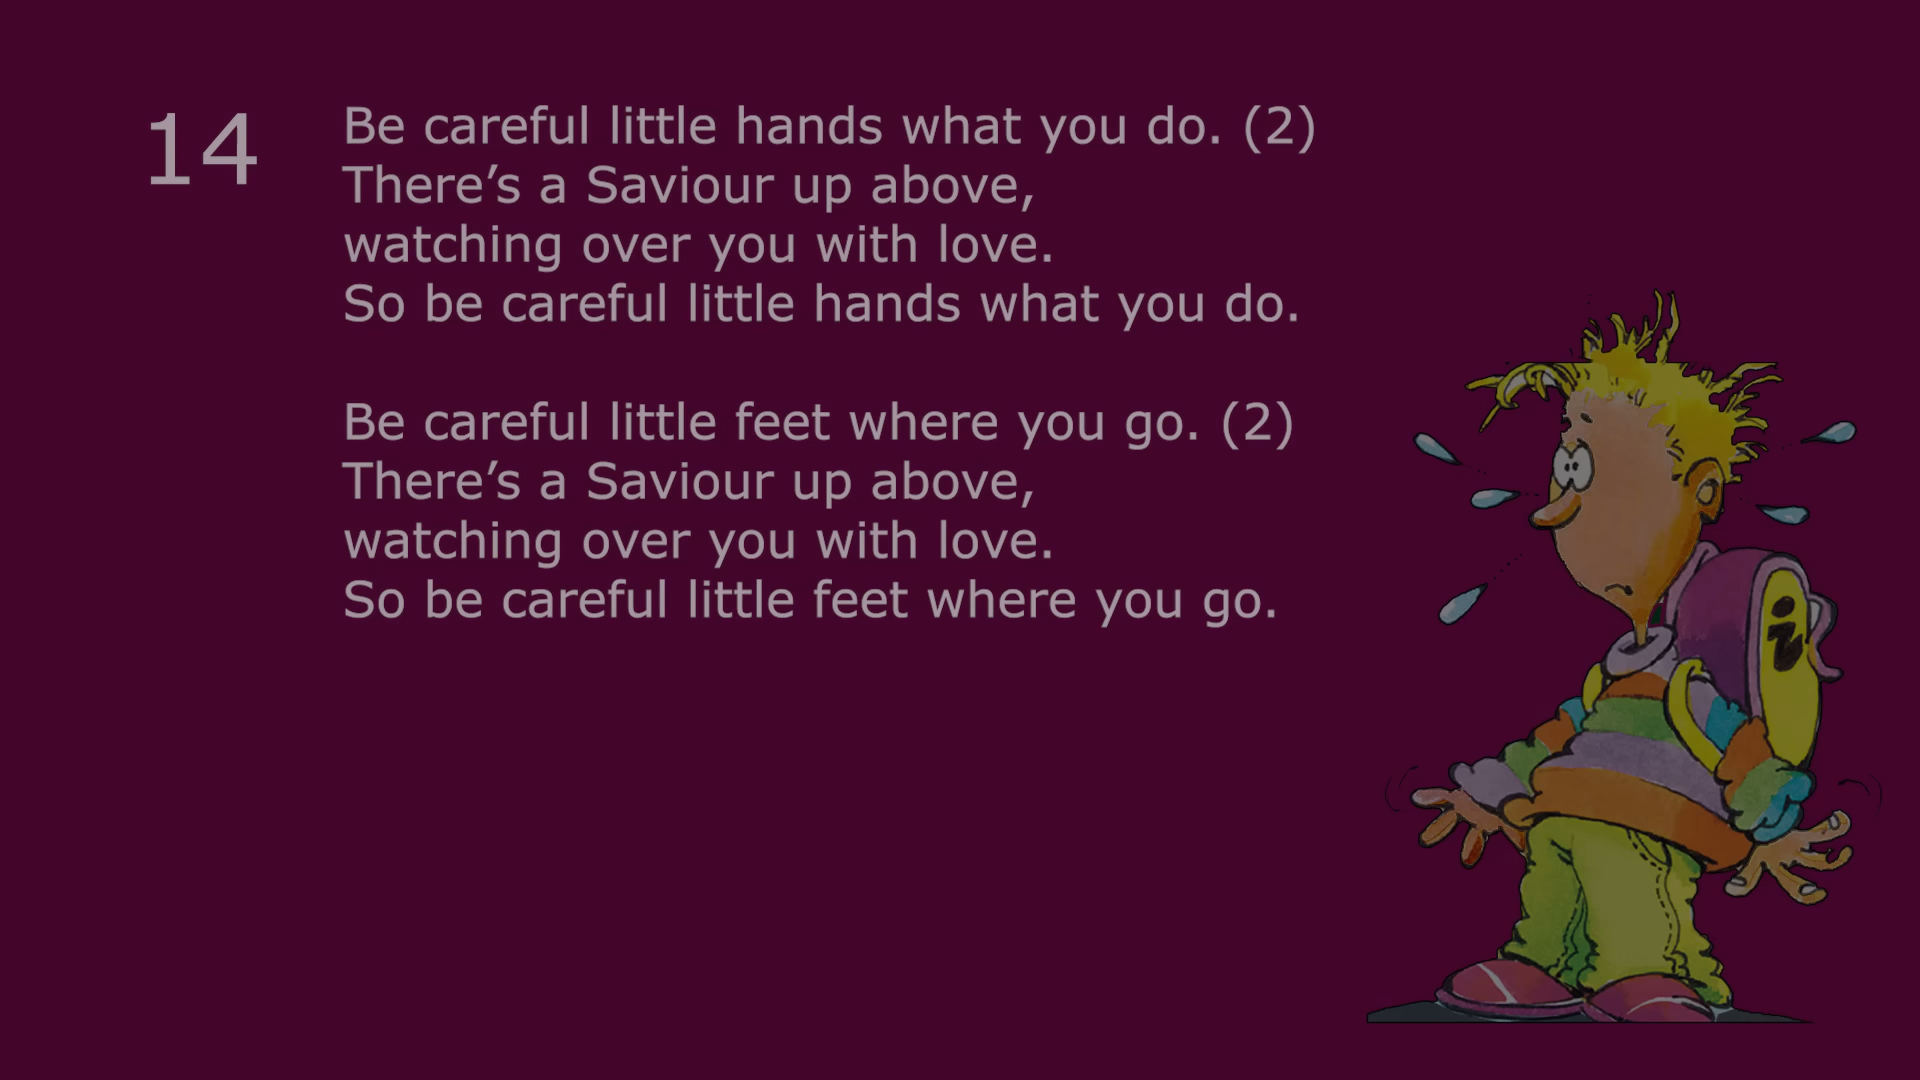 14
Be careful little hands what you do. (2)
There’s a Saviour up above,
watching over you with love.
So be careful little hands what you do.
Be careful little feet where you go. (2)
There’s a Saviour up above,
watching over you with love.
So be careful little feet where you go.
i